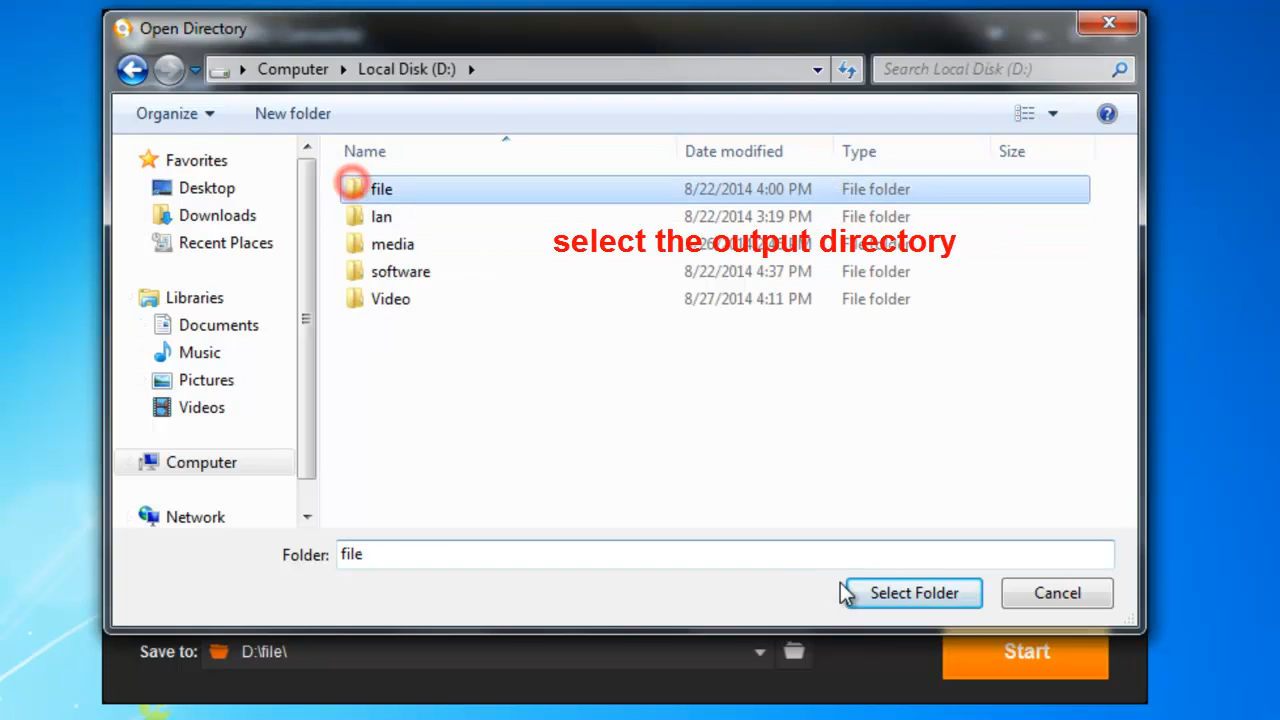 Open Directory
Computer Local Disk (D:) Search Local Disk (D:)
Organize New folder
Name Date modified Type Size
Favorites
Desktop
Downloads
Recent Places
Libraries
Documents
Music
Pictures
Videos
Computer
Network
file 8/22/2014 4:00 PM File folder
lan 8/22/2014 3:19 PM File folder
media
software 8/22/2014 4:37 PM File folder
Video 8/27/2014 4:11 PM File folder
select the output directory
Folder: file
Select Folder Cancel
Save to: D:\file\ Start